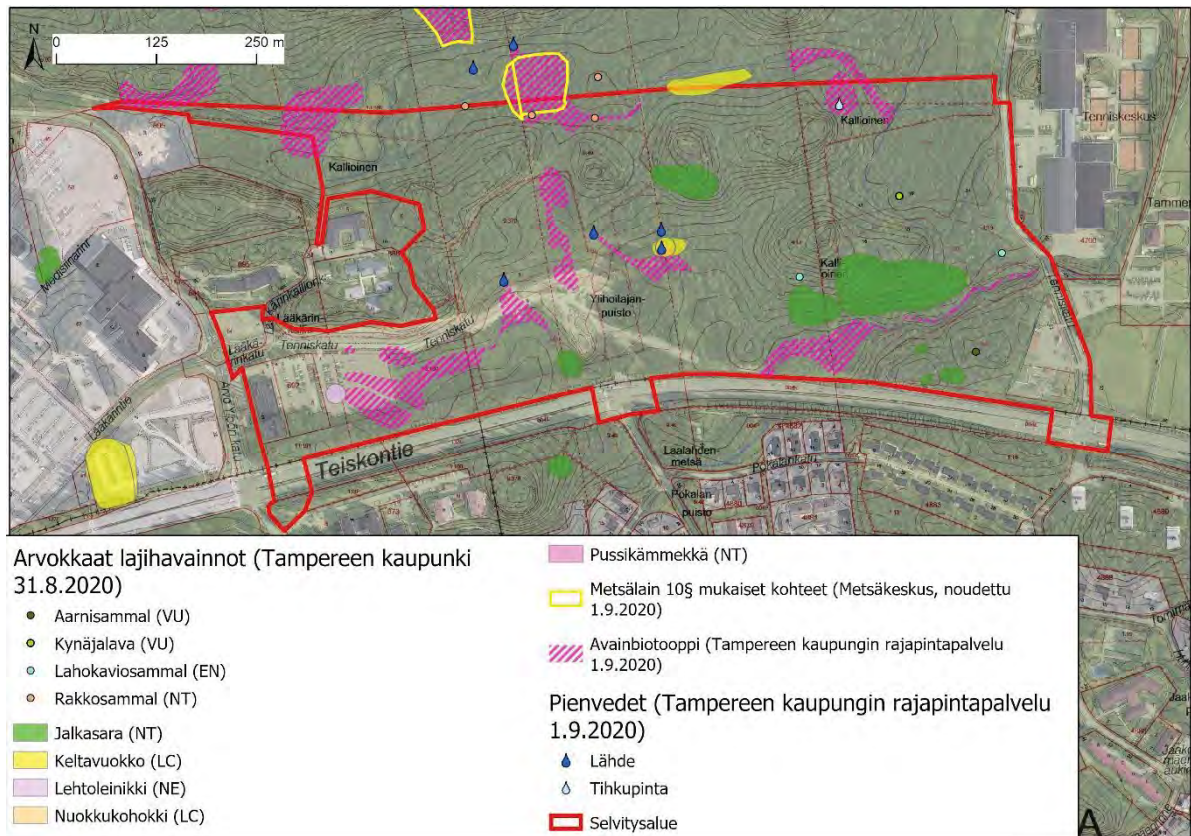 N
0 125 250 m
Tenniskeskus
Kallioinen
Kallioinen
Medisiinarinr
Ylihoilajan-
puisto
Lääkärin-
Tenniskatu
Tenniskatu
Lääkärintie
Teiskontie
Laalahden-
metsä
Pokalankatu
Pokalan
puisto
Arvokkaat lajihavainnot (Tampereen kaupunki
31.8.2020)
Aarnisammal (VU)
Kynäjalava (VU)
Lahokaviosammal (EN)
Rakkosammal (NT)
Jalkasara (NT)
Keltavuokko (LC)
Lehtoleinikki (NE)
Nuokkukohokki (LC)
Pussikämmekkä (NT)
Metsälain 10§ mukaiset kohteet (Metsäkeskus, noudettu
1.9.2020)
Avainbiotooppi (Tampereen kaupungin rajapintapalvelu
1.9.2020)
Pienvedet (Tampereen kaupungin rajapintapalvelu
1.9.2020)
Lähde
Tihkupinta
Selvitysalue
A